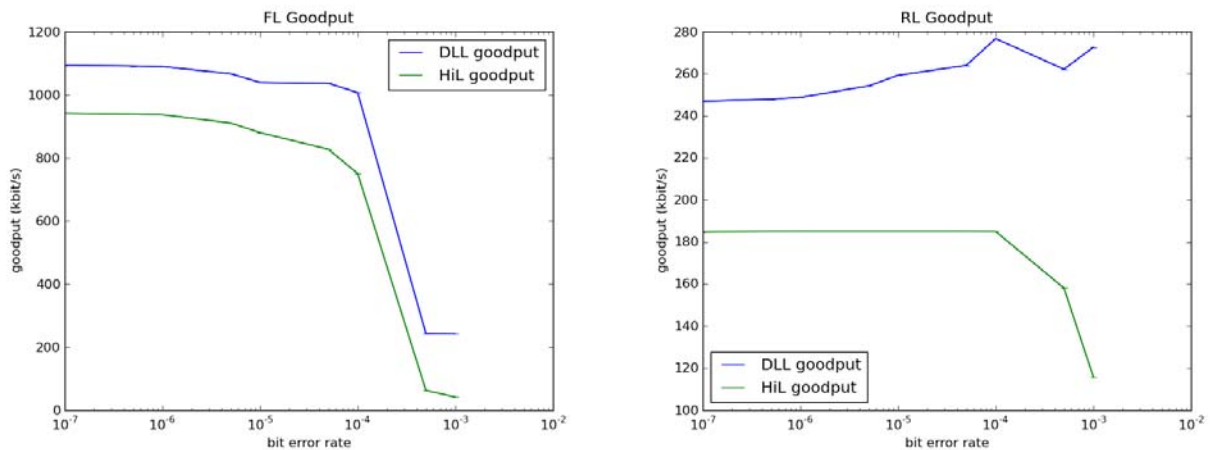 FL Goodput
1200
1000
800
600
400
200
0
goodput (kbit/s)
DLL goodput
HiL goodput
10^-7
10^-6
10^-5
10^-4
10^-3
10^-2
bit error rate
RL Goodput
280
260
240
220
200
180
160
140
120
100
goodput (kbit/s)
DLL goodput
HiL goodput
10^-7
10^-6
10^-5
10^-4
10^-3
10^-2
bit error rate